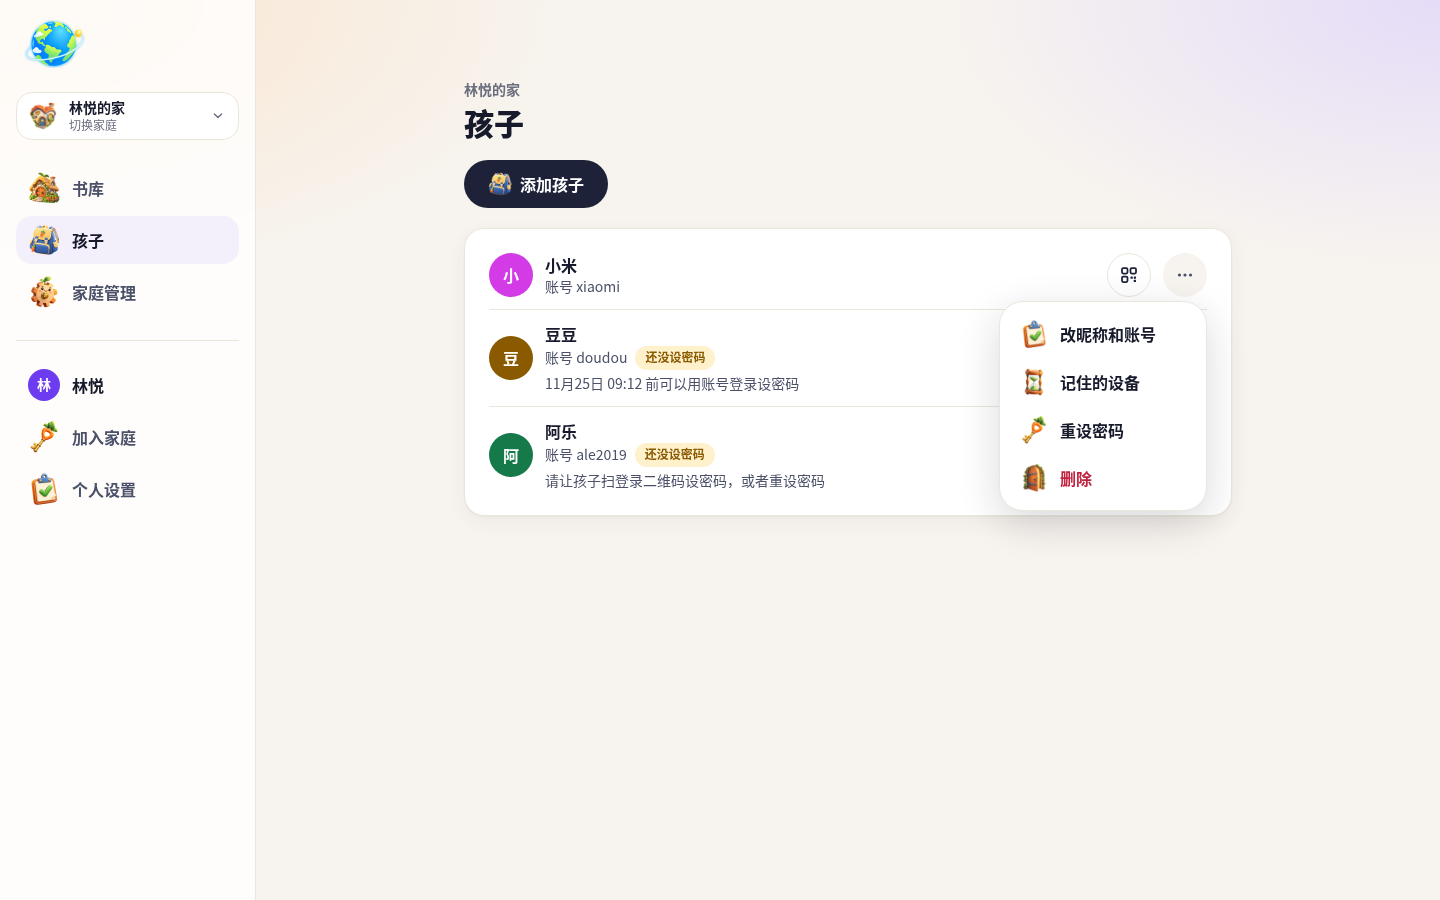 林悦的家
切换家庭
书库
孩子
家庭管理
林
林悦
加入家庭
个人设置
林悦的家
孩子
添加孩子
小
小米
账号 xiaomi
豆
豆豆
账号 doudou 还没设密码
11月25日 09:12 前可以用账号登录设密码
阿
阿乐
账号 ale2019 还没设密码
请让孩子扫登录二维码设密码，或者重设密码
改昵称和账号
记住的设备
重设密码
删除